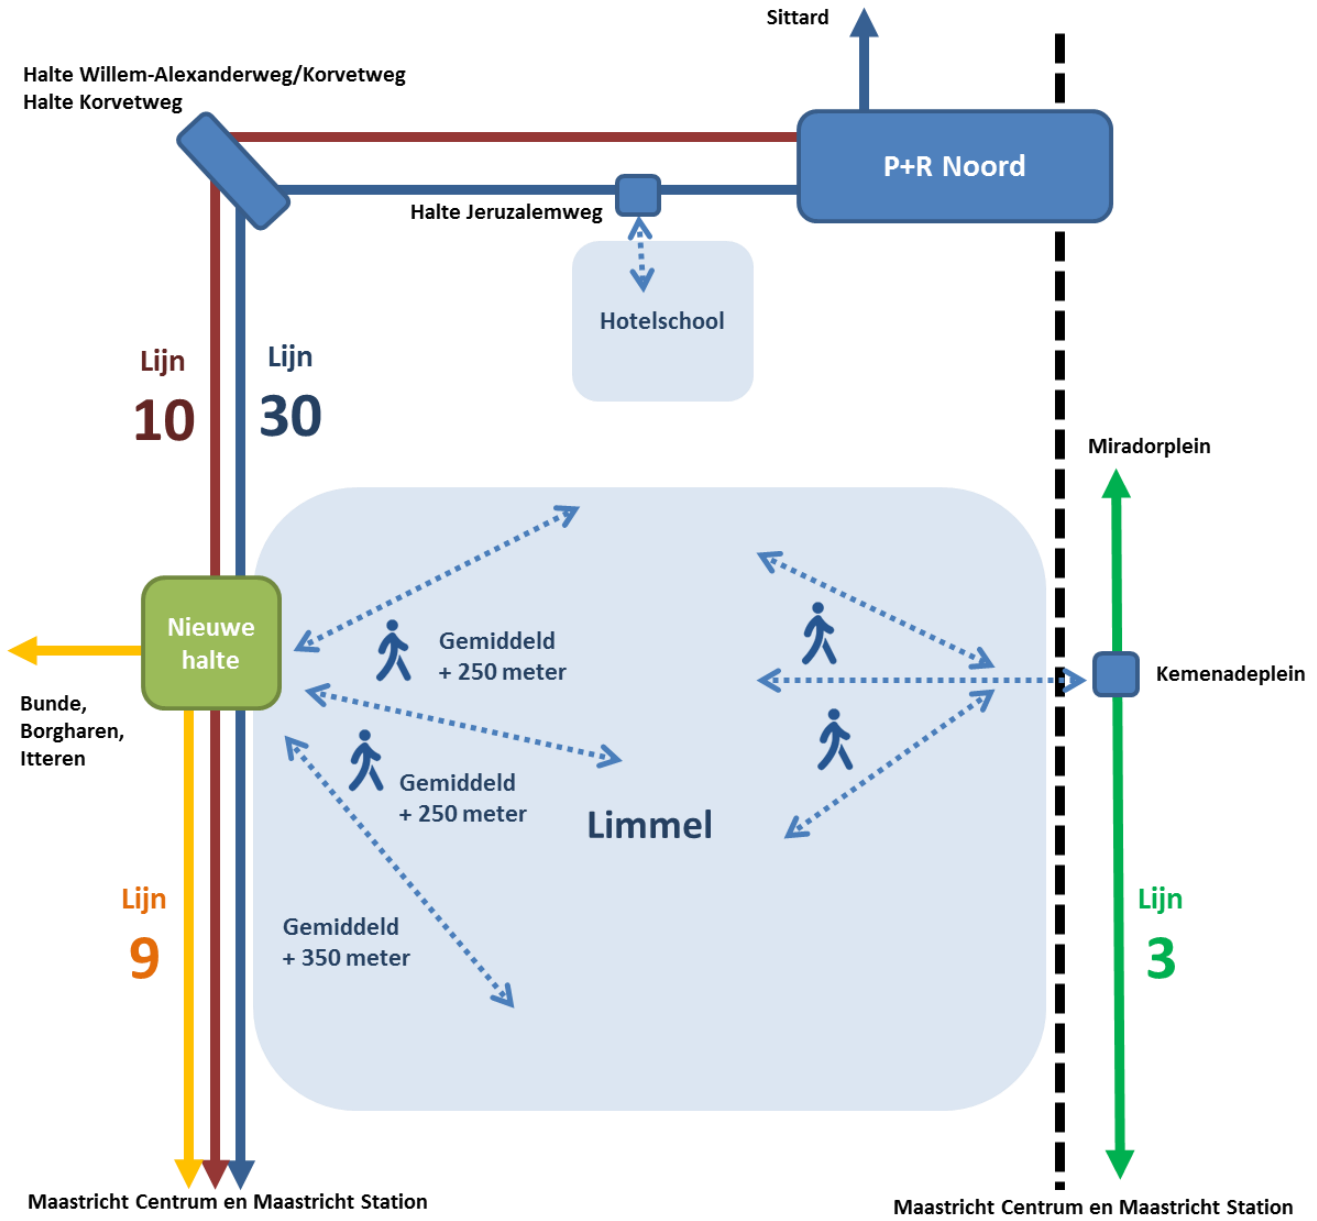 Sittard
Halte Willem-Alexanderweg/Korvetweg
Halte Korvetweg
P+R Noord
Halte Jeruzalemweg
Hotelschool
Lijn
10
Lijn
30
Miradorplein
Nieuwe
halte
Gemiddeld
+ 250 meter
Kemenadeplein
Bunde,
Borgharen,
Itteren
Gemiddeld
+ 250 meter
Limmel
Lijn
9
Gemiddeld
+ 350 meter
Lijn
3
Maastricht Centrum en Maastricht Station
Maastricht Centrum en Maastricht Station